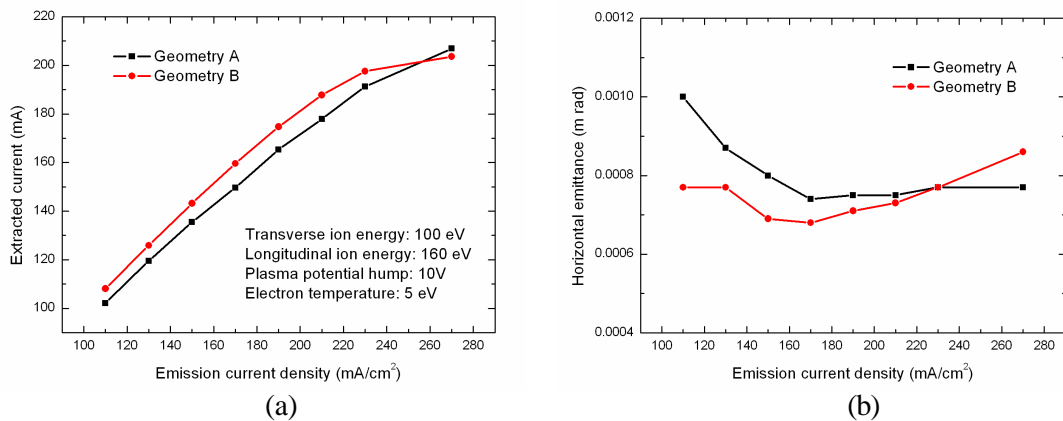 220
200
180
160
140
120
100
Extracted current (mA)
Geometry A
Geometry B
Transverse ion energy: 100 eV
Longitudinal ion energy: 160 eV
Plasma potential hump: 10V
Electron temperature: 5 eV
100 120 140 160 180 200 220 240 260 280
Emission current density (mA/cm²)
(a)
0.0012
0.0010
0.0008
0.0006
0.0004
Horizontal emittance (m rad)
Geometry A
Geometry B
100 120 140 160 180 200 220 240 260 280
Emission current density (mA/cm²)
(b)